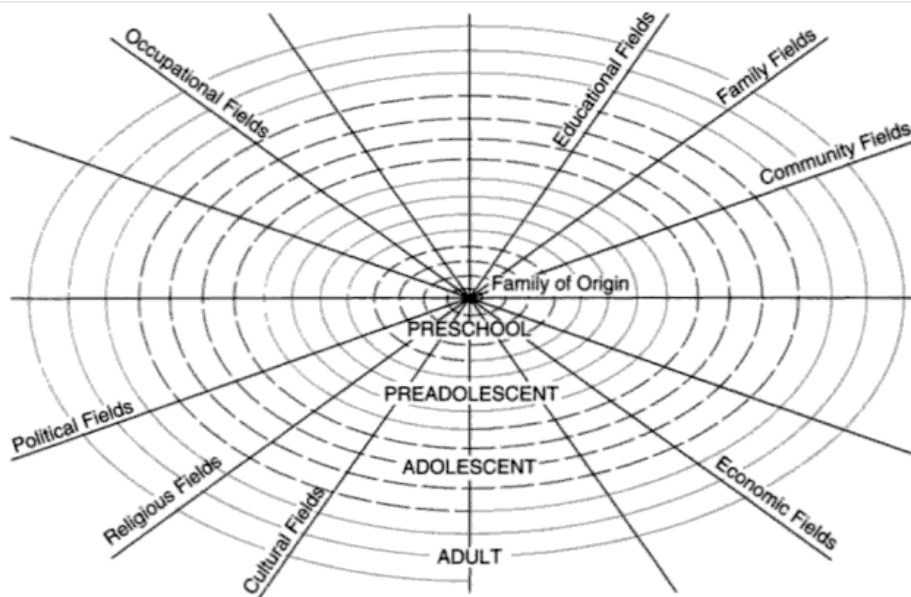 Occupational Fields
Educational Fields
Family Fields
Community Fields
Family of Origin
PRESCHOOL
PREADOLESCENT
ADOLESCENT
ADULT
Political Fields
Religious Fields
Cultural Fields
Economic Fields